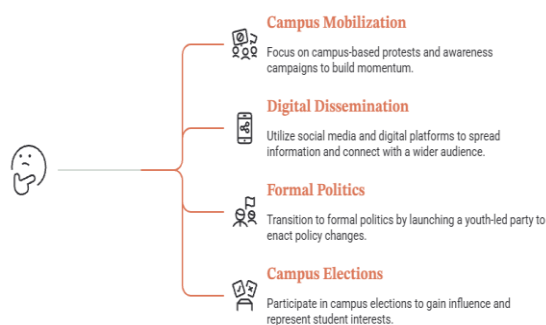 Campus Mobilization
Focus on campus-based protests and awareness
campaigns to build momentum.
Digital Dissemination
Utilize social media and digital platforms to spread
information and connect with a wider audience.
Formal Politics
Transition to formal politics by launching a youth-led party to
enact policy changes.
Campus Elections
Participate in campus elections to gain influence and
represent student interests.